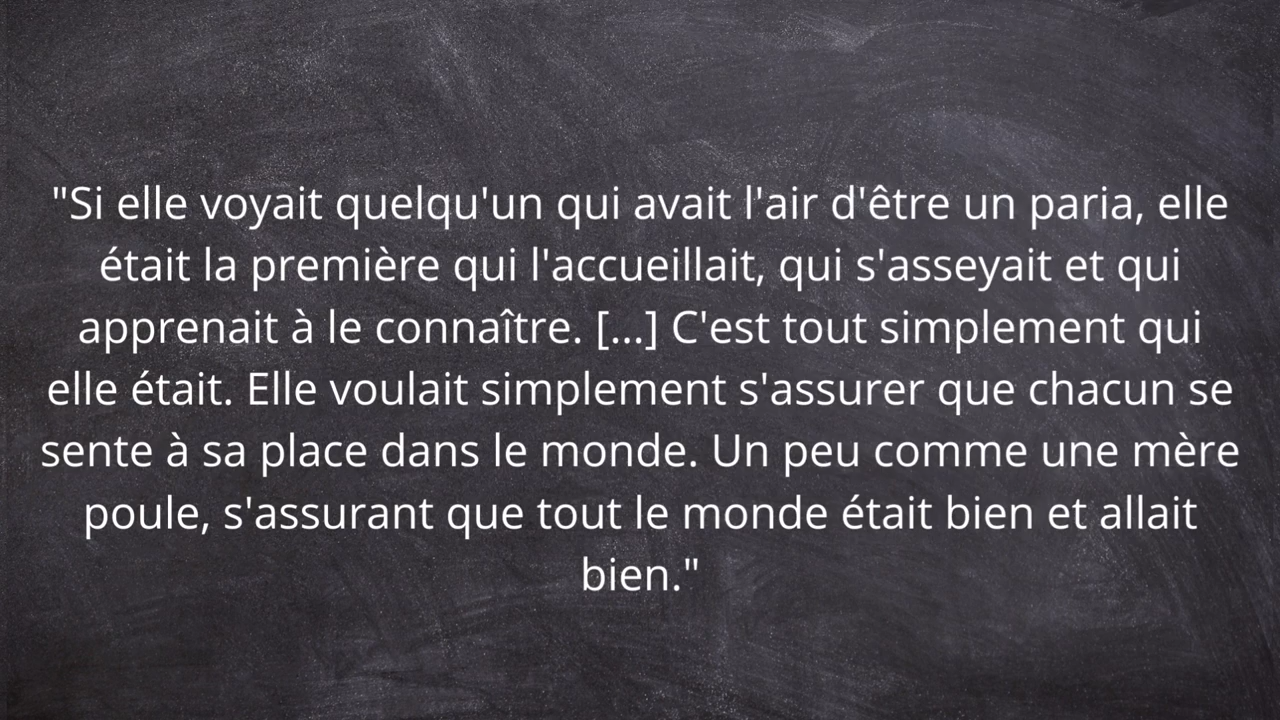 "Si elle voyait quelqu'un qui avait l'air d'être un paria, elle
était la première qui l'accueillait, qui s'asseyait et qui
apprenait à le connaître. [...] C'est tout simplement qui
elle était. Elle voulait simplement s'assurer que chacun se
sente à sa place dans le monde. Un peu comme une mère
poule, s'assurant que tout le monde était bien et allait
bien."